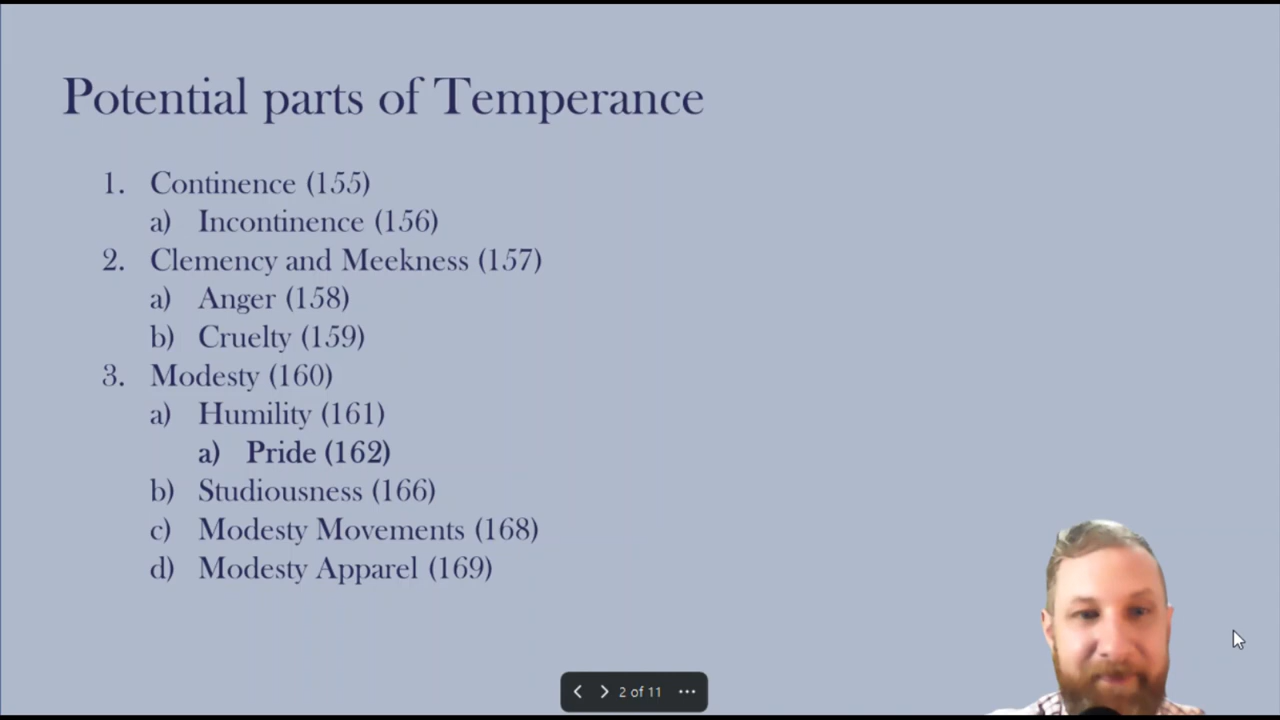 Potential parts of Temperance
1. Continence (155)
a) Incontinence (156)
2. Clemency and Meekness (157)
a) Anger (158)
b) Cruelty (159)
3. Modesty (160)
a) Humility (161)
a) Pride (162)
b) Studiousness (166)
c) Modesty Movements (168)
d) Modesty Apparel (169)
2 of 11